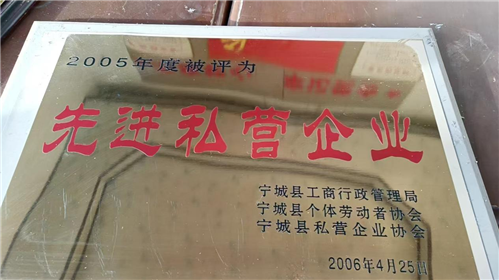 2005年度被评为
先进私营企业
宁城县工商行政管理局
宁城县个体劳动者协会
宁城县私营企业协会
2006年4月25日